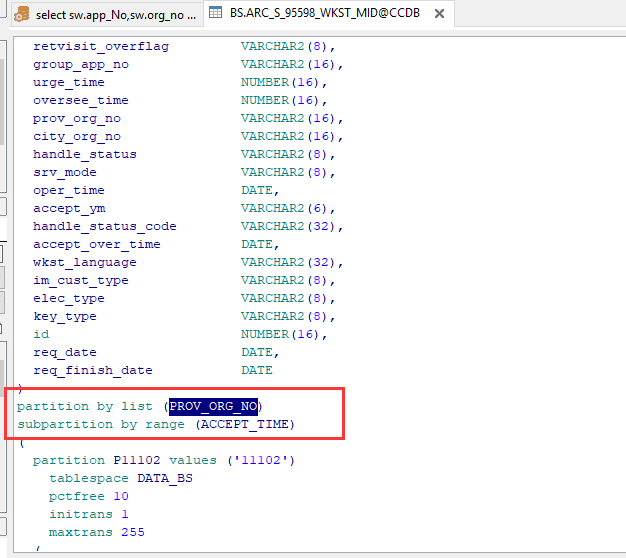 select sw.app_No,sw.org_no ... BS.ARC_S_95598_WKST_MID@CCDB
retvisit_overflag VARCHAR2(8),
group_app_no VARCHAR2(16),
urge_time NUMBER(16),
oversee_time NUMBER(16),
prov_org_no VARCHAR2(16),
city_org_no VARCHAR2(16),
handle_status VARCHAR2(8),
srv_mode VARCHAR2(8),
oper_time DATE,
accept_ym VARCHAR2(6),
handle_status_code VARCHAR2(32),
accept_over_time DATE,
wkst_language VARCHAR2(32),
im_cust_type VARCHAR2(8),
elec_type VARCHAR2(8),
key_type VARCHAR2(8),
id NUMBER(16),
req_date DATE,
req_finish_date DATE
)
partition by list (PROV_ORG_NO)
subpartition by range (ACCEPT_TIME)
(
partition P11102 values ('11102')
tablespace DATA_BS
pctfree 10
initrans 1
maxtrans 255
(